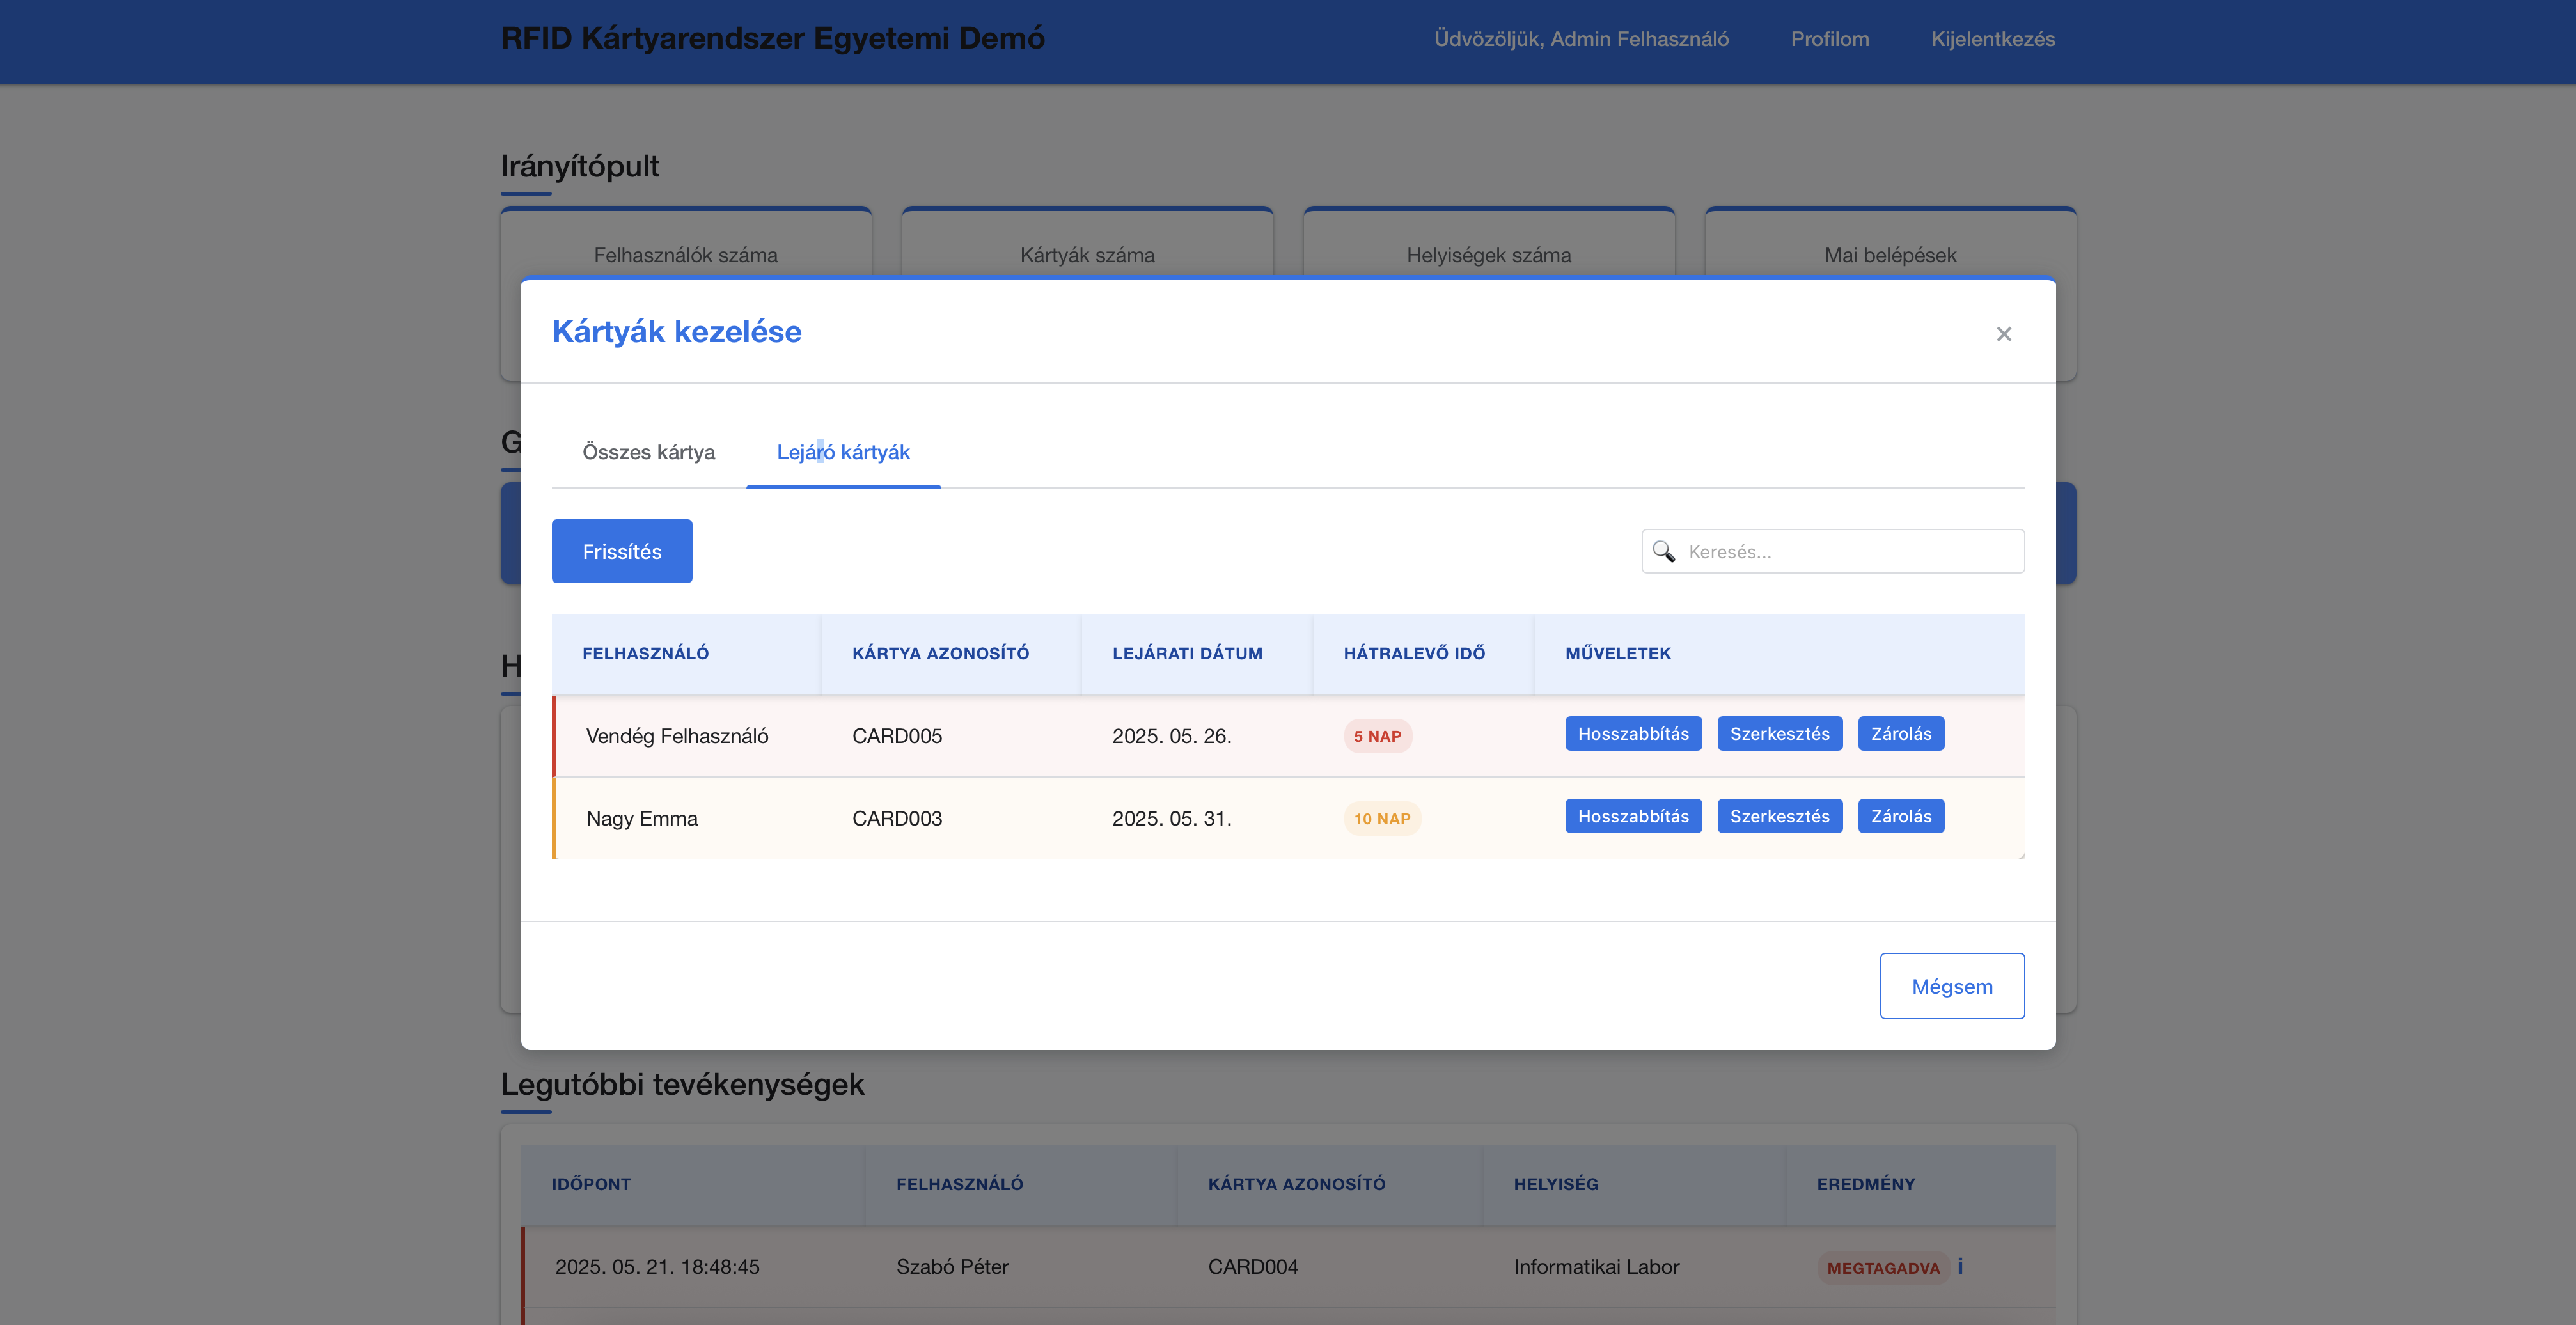 RFID Kártyarendszer Egyetemi Demó
Üdvözöljük, Admin Felhasználó
Profilom
Kijelentkezés
Irányítópult
Felhasználók száma
Kártyák száma
Helyiségek száma
Mai belépések
Kártyák kezelése
×
Összes kártya
Lejáró kártyák
G
Frissítés
Keresés...
FELHASZNÁLÓ KÁRTYA AZONOSÍTÓ LEJÁRATI DÁTUM HÁTRALEVŐ IDŐ MŰVELETEK
H
Vendég Felhasználó CARD005 2025. 05. 26. 5 NAP Hosszabbítás Szerkesztés Zárolás
Nagy Emma CARD003 2025. 05. 31. 10 NAP Hosszabbítás Szerkesztés Zárolás
Mégsem
Legutóbbi tevékenységek
IDŐPONT FELHASZNÁLÓ KÁRTYA AZONOSÍTÓ HELYISÉG EREDMÉNY
2025. 05. 21. 18:48:45 Szabó Péter CARD004 Informatikai Labor MEGTAGADVA i